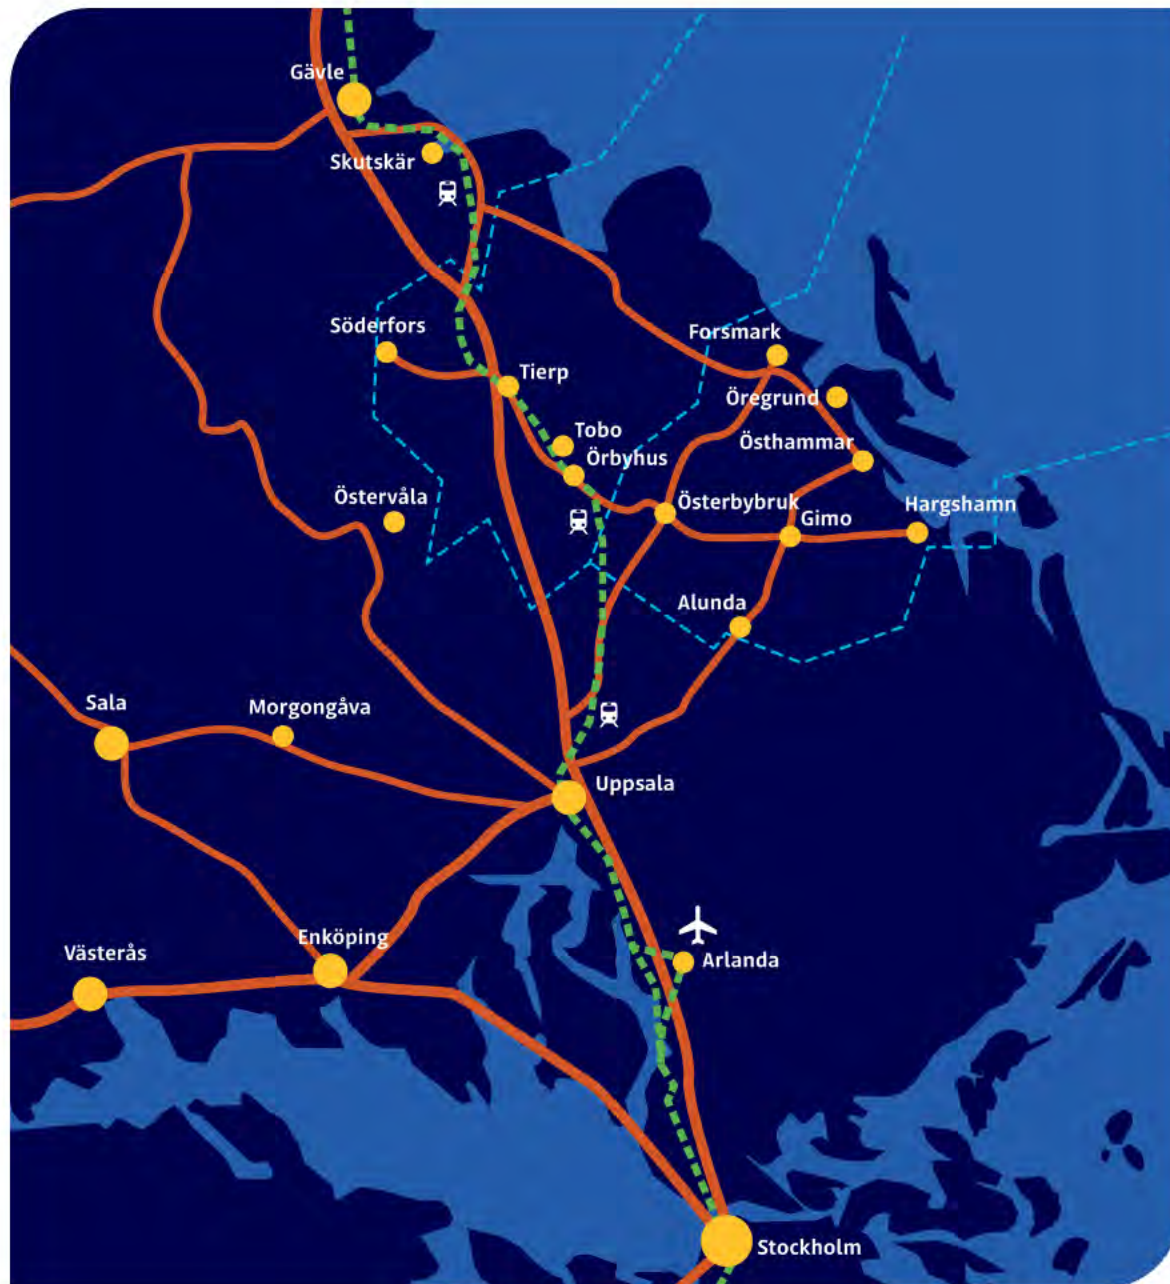 Gävle
Skutskär
Söderfors
Forsmark
Tierp
Öregrund
Tobo
Östhammar
Örbyhus
Östervåla
Österbybruk
Hargshamn
Gimo
Alunda
Sala
Morgongåva
Uppsala
Enköping
Västerås
Arlanda
Stockholm